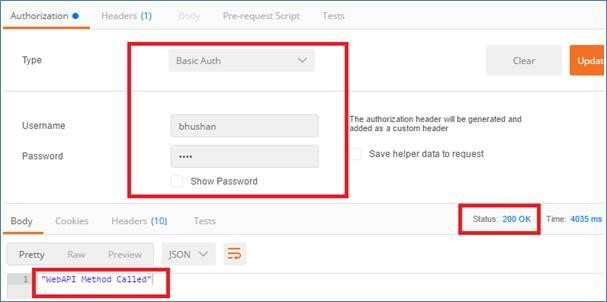 Authorization Headers (1) Body Pre-request Script Tests
Type Basic Auth Clear Updat
Username bhushan
The authorization header will be generated and
added as a custom header
Password •••• Save helper data to request
Show Password
Body Cookies Headers (10) Tests Status: 200 OK Time: 4035 ms
Pretty Raw Preview JSON
1 "WebAPI Method Called"